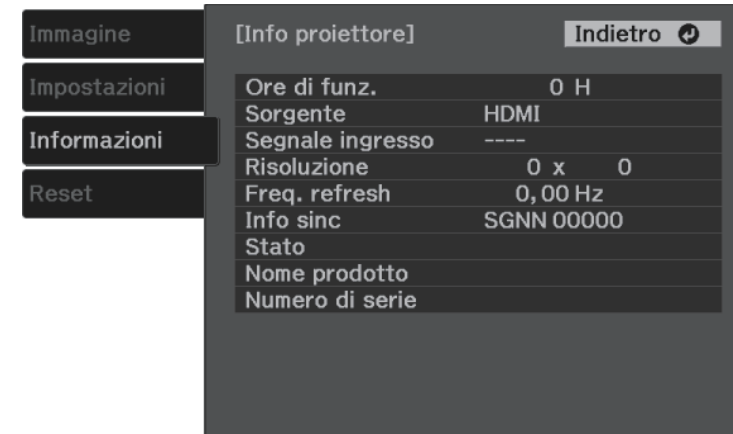 Immagine
Impostazioni
Informazioni
Reset
[Info proiettore]
Indietro
Ore di funz. 0 H
Sorgente HDMI
Segnale ingresso ----
Risoluzione 0 x 0
Freq. refresh 0,00 Hz
Info sinc SGNN 00000
Stato
Nome prodotto
Numero di serie